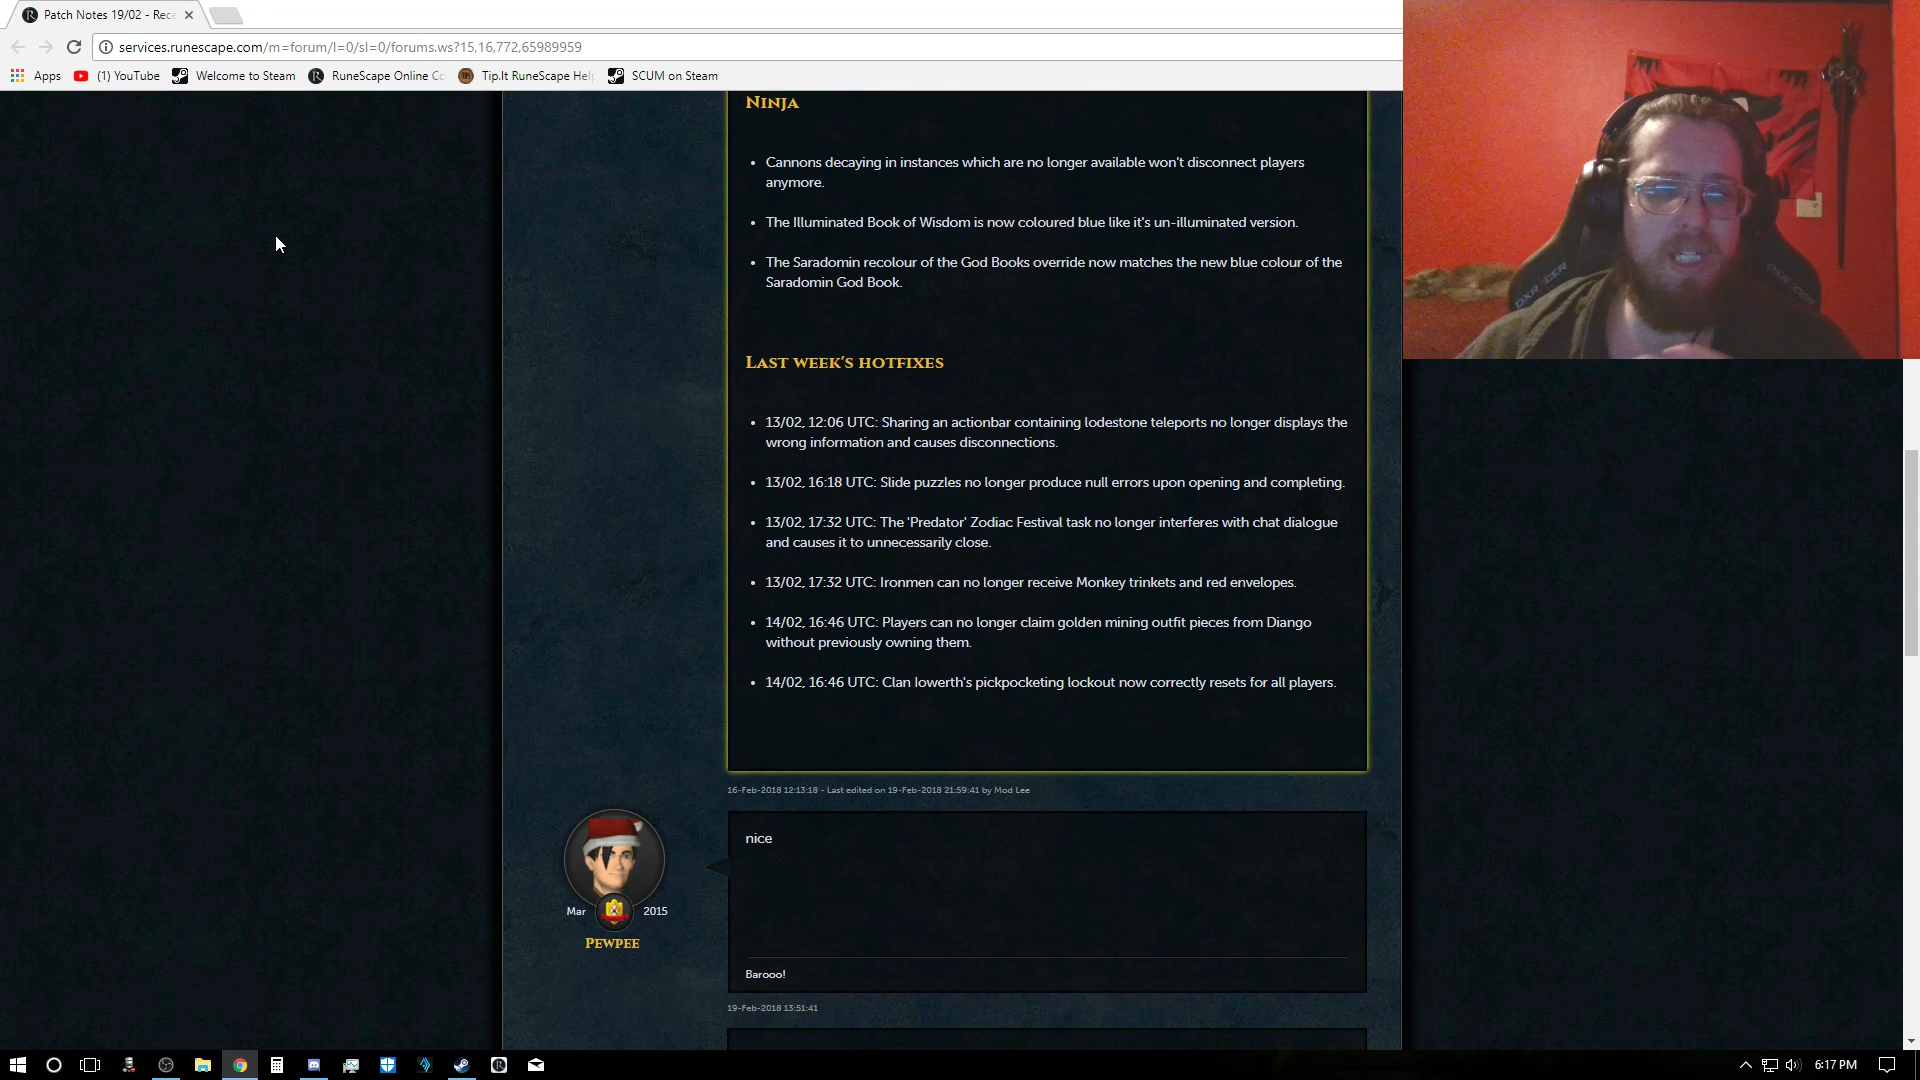 Patch Notes 19/02 - Rece
services.runescape.com/m=forum/l=0/sl=0/forums.ws?15,16,772,65989959
Apps (1) YouTube Welcome to Steam RuneScape Online Co Tip.It RuneScape Help SCUM on Steam
Ninja
• Cannons decaying in instances which are no longer available won't disconnect players
anymore.
• The Illuminated Book of Wisdom is now coloured blue like it's un-illuminated version.
• The Saradomin recolour of the God Books override now matches the new blue colour of the
Saradomin God Book.
Last week's hotfixes
• 13/02, 12:06 UTC: Sharing an actionbar containing lodestone teleports no longer displays the
wrong information and causes disconnections.
• 13/02, 16:18 UTC: Slide puzzles no longer produce null errors upon opening and completing.
• 13/02, 17:32 UTC: The 'Predator' Zodiac Festival task no longer interferes with chat dialogue
and causes it to unnecessarily close.
• 13/02, 17:32 UTC: Ironmen can no longer receive Monkey trinkets and red envelopes.
• 14/02, 16:46 UTC: Players can no longer claim golden mining outfit pieces from Diango
without previously owning them.
• 14/02, 16:46 UTC: Clan Iowerth's pickpocketing lockout now correctly resets for all players.
16-Feb-2018 12:13:18 - Last edited on 19-Feb-2018 21:59:41 by Mod Lee
nice
Mar 2015
Pewpee
Barooo!
19-Feb-2018 13:51:41
6:17 PM